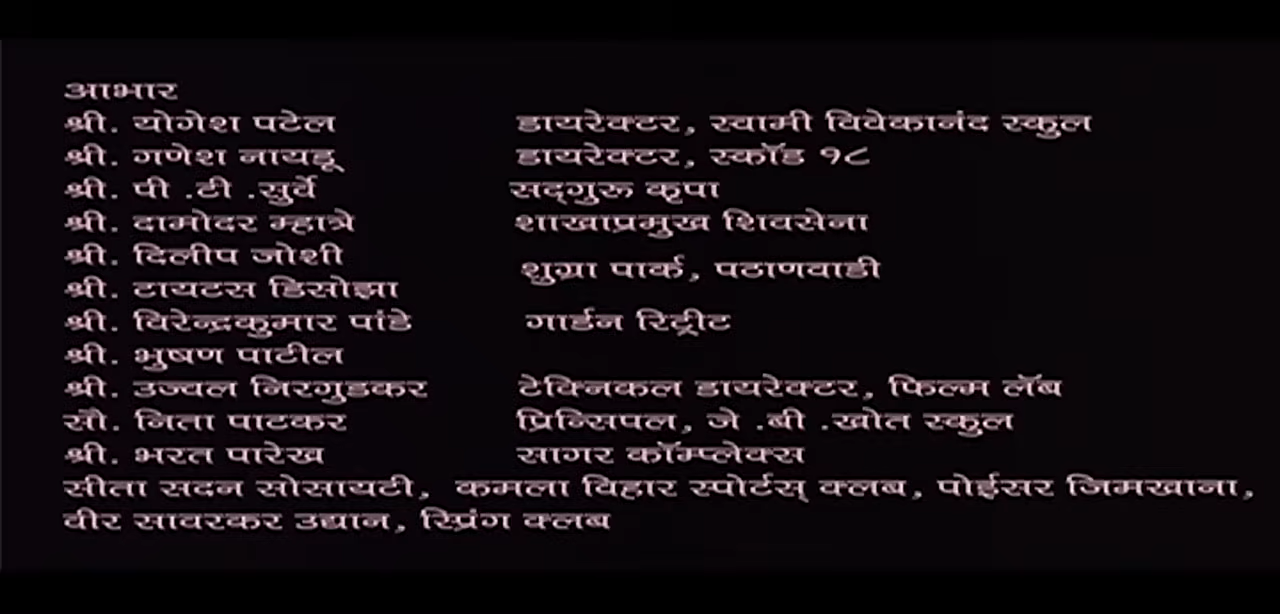 आभार
श्री. योगेश पटेल डायरेक्टर, स्वामी विवेकानंद स्कुल
श्री. गणेश नायडू डायरेक्टर, स्कॉड १८
श्री. पी .टी .सुर्वे सद्‌गुरू कृपा
श्री. दामोदर म्हात्रे शाखाप्रमुख शिवसेना
श्री. दिलीप जोशी
शुग्रा पार्क, पठाणवाडी
श्री. टायटस डिसोझा
श्री. विरेन्द्रकुमार पांडे गार्डन रिट्रीट
श्री. भुषण पाटील
श्री. उज्वल निरगुडकर टेक्निकल डायरेक्टर, फिल्म लॅब
सौ. निता पाटकर प्रिन्सिपल, जे .बी .खोत स्कुल
श्री. भरत पारेख सागर कॉम्प्लेक्स
सीता सदन सोसायटी, कमला विहार स्पोर्टस् क्लब, पोईसर जिमखाना,
वीर सावरकर उद्यान, स्प्रिंग क्लब